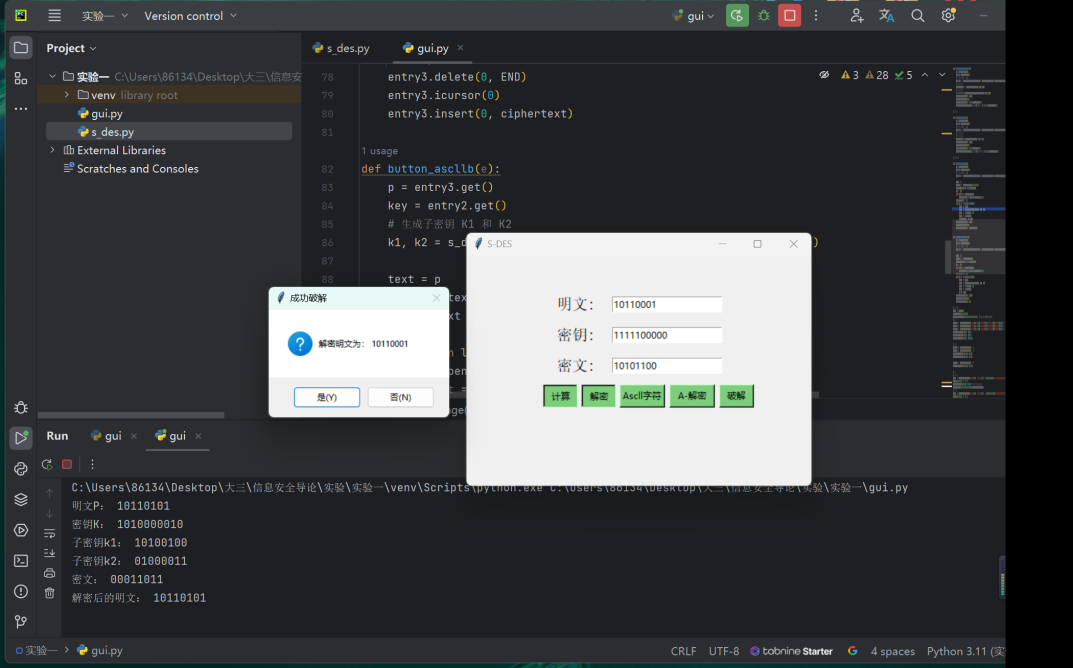 实验一 Version control gui
Project s_des.py gui.py
实验一 C:\Users\86134\Desktop\大三\信息安
venv library root
gui.py
s_des.py
External Libraries
Scratches and Consoles
3 28 5
78 entry3.delete(0, END)
79 entry3.icursor(0)
80 entry3.insert(0, ciphertext)
81
1 usage
82 def button_ascllb(e):
83 p = entry3.get()
84 key = entry2.get()
85 # 生成子密钥 K1 和 K2
86 k1, k2 = s_d
87
88 text = p
S-DES
明文: 10110001
密钥: 1111100000
密文: 10101100
计算 解密 Ascll字符 A-解密 破解
成功破解
解密明文为: 10110001
是(Y) 否(N)
Run gui gui
C:\Users\86134\Desktop\大三\信息安全导论\实验\实验一\venv\Scripts\python.exe C:\Users\86134\Desktop\大三\信息安全导论\实验\实验一\gui.py
明文P: 10110101
密钥K: 1010000010
子密钥k1: 10100100
子密钥k2: 01000011
密文: 00011011
解密后的明文: 10110101
实验一 gui.py CRLF UTF-8 tabnine Starter 4 spaces Python 3.11